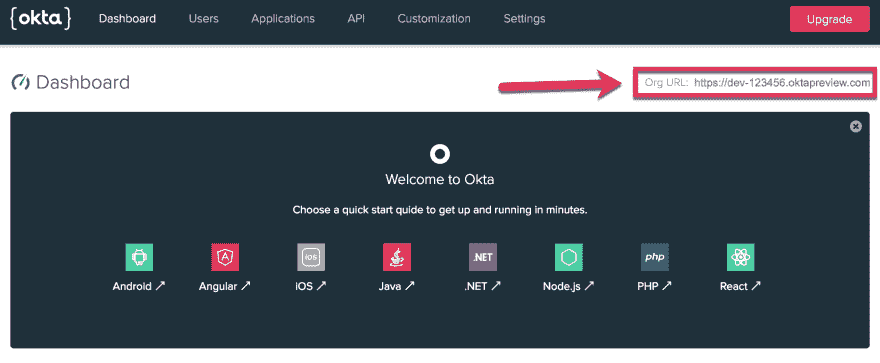 {okta} Dashboard Users Applications API Customization Settings Upgrade
Dashboard Org URL: https://dev-123456.oktapreview.com
Welcome to Okta
Choose a quick start guide to get up and running in minutes.
iOS .NET php
Android ↗ Angular ↗ iOS ↗ Java ↗ .NET ↗ Node.js ↗ PHP ↗ React ↗